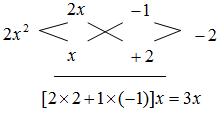 2x −1
2x² −2
x +2
[2×2+1×(−1)]x = 3x